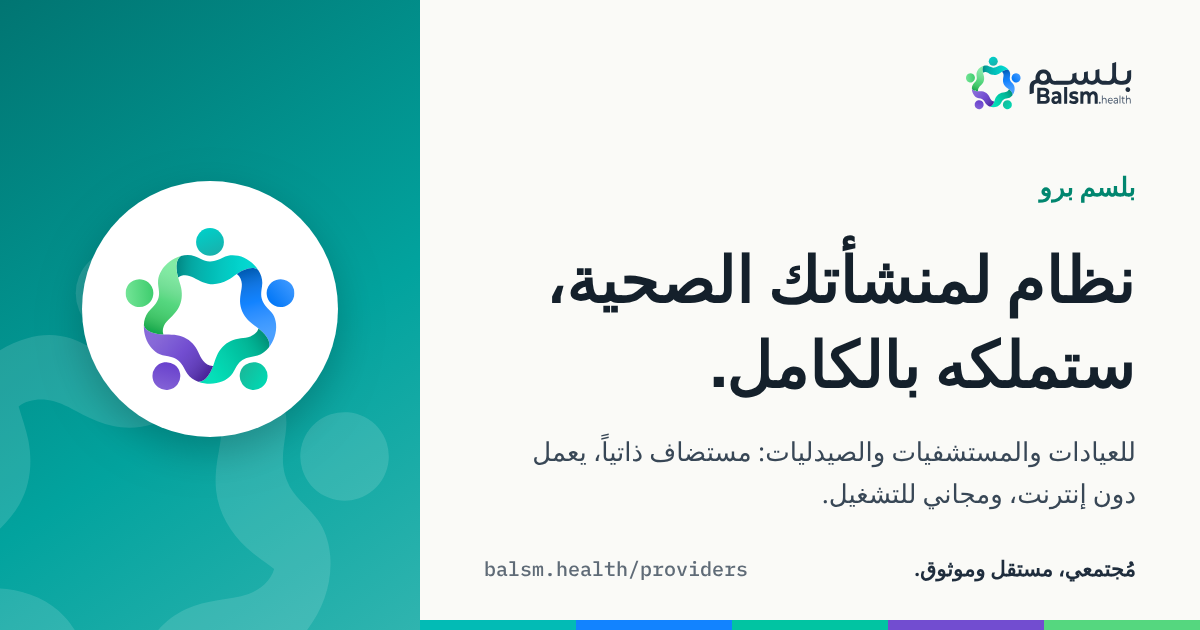 بلسم
Balsm.health
بلسم برو
نظام لمنشأتك الصحية،
ستملكه بالكامل.
للعيادات والمستشفيات والصيدليات: مستضاف ذاتياً، يعمل
دون إنترنت، ومجاني للتشغيل.
مُجتمعي، مستقل وموثوق.
balsm.health/providers